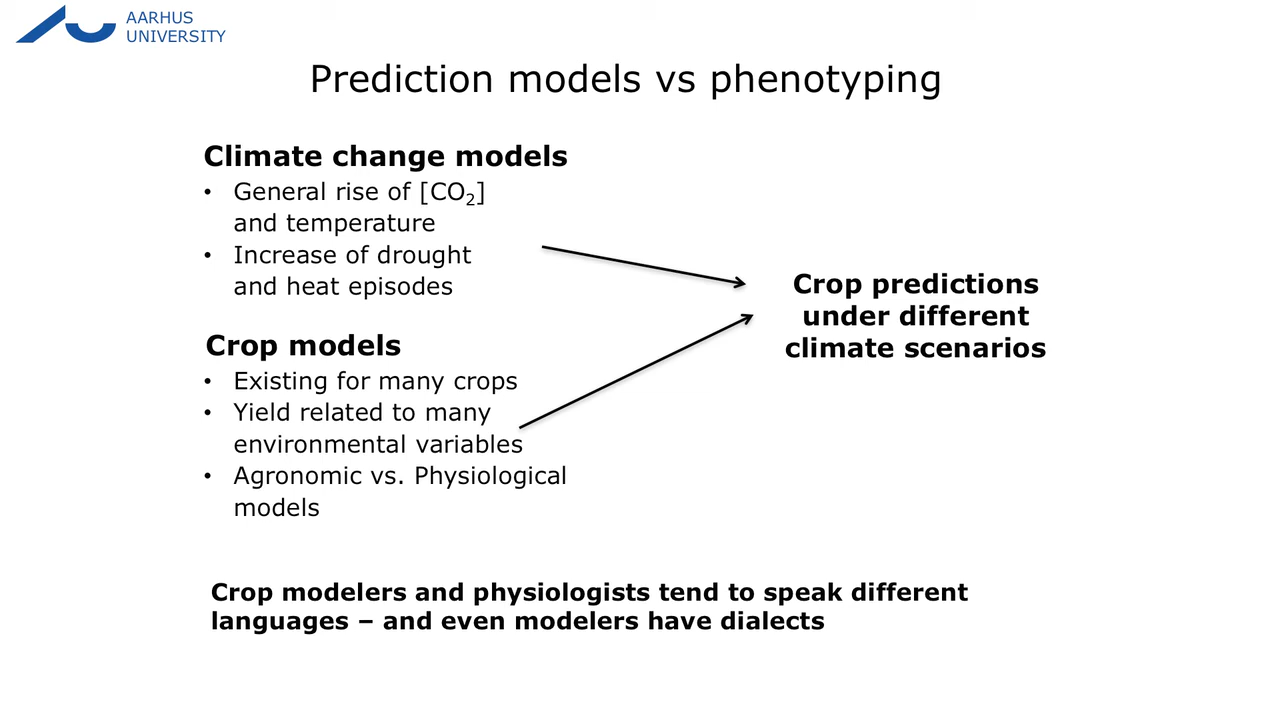 AARHUS
UNIVERSITY
Prediction models vs phenotyping
Climate change models
• General rise of [CO₂]
and temperature
• Increase of drought
and heat episodes
Crop models
• Existing for many crops
• Yield related to many
environmental variables
• Agronomic vs. Physiological
models
Crop predictions
under different
climate scenarios
Crop modelers and physiologists tend to speak different
languages – and even modelers have dialects